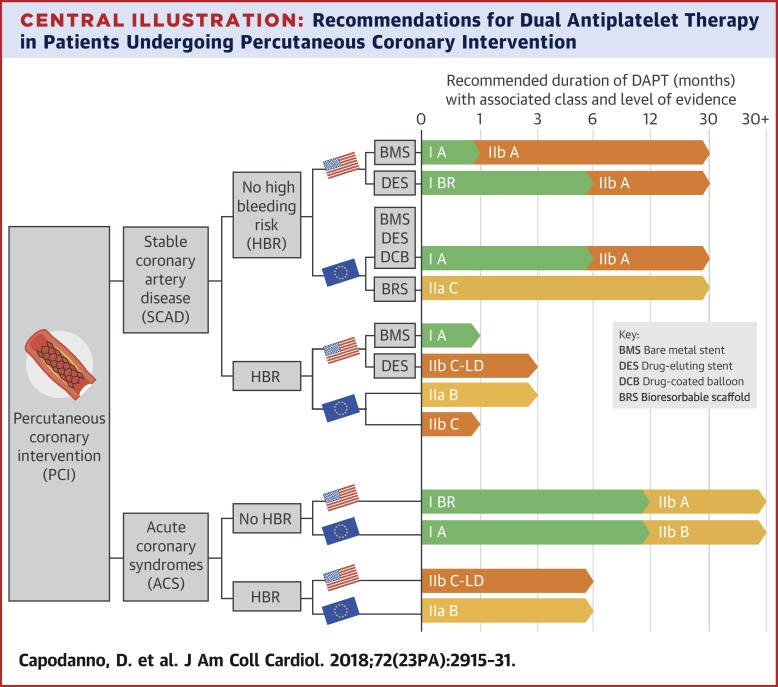 CENTRAL ILLUSTRATION: Recommendations for Dual Antiplatelet Therapy
in Patients Undergoing Percutaneous Coronary Intervention
Recommended duration of DAPT (months)
with associated class and level of evidence
0 1 3 6 12 30 30+
Percutaneous
coronary
intervention
(PCI)
Stable
coronary
artery
disease
(SCAD)
No high
bleeding
risk
(HBR)
BMS
I A IIb A
DES
I BR IIb A
BMS
DES
DCB
I A IIb A
BRS
IIa C
HBR
BMS
I A
DES
IIb C-LD
IIa B
IIb C
Key:
BMS Bare metal stent
DES Drug-eluting stent
DCB Drug-coated balloon
BRS Bioresorbable scaffold
Acute
coronary
syndromes
(ACS)
No HBR
I BR IIb A
I A IIb B
HBR
IIb C-LD
IIa B
Capodanno, D. et al. J Am Coll Cardiol. 2018;72(23PA):2915-31.